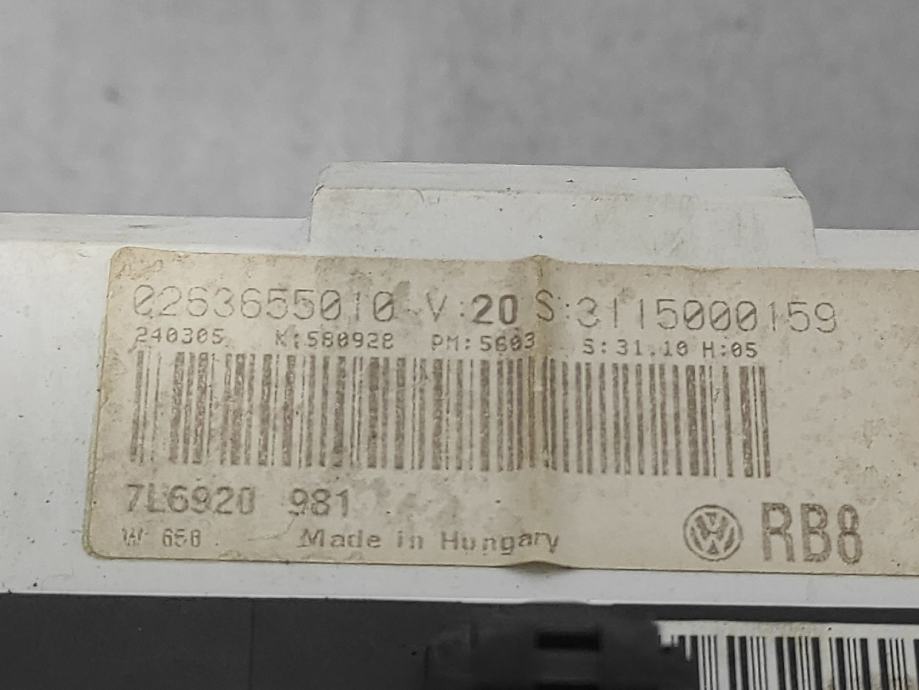 0263655010 V:20 S:3115000159
240305 K:580928 PM:5603 S:31.10 H:05
7L6920 981
W 650 Made in Hungary RB8